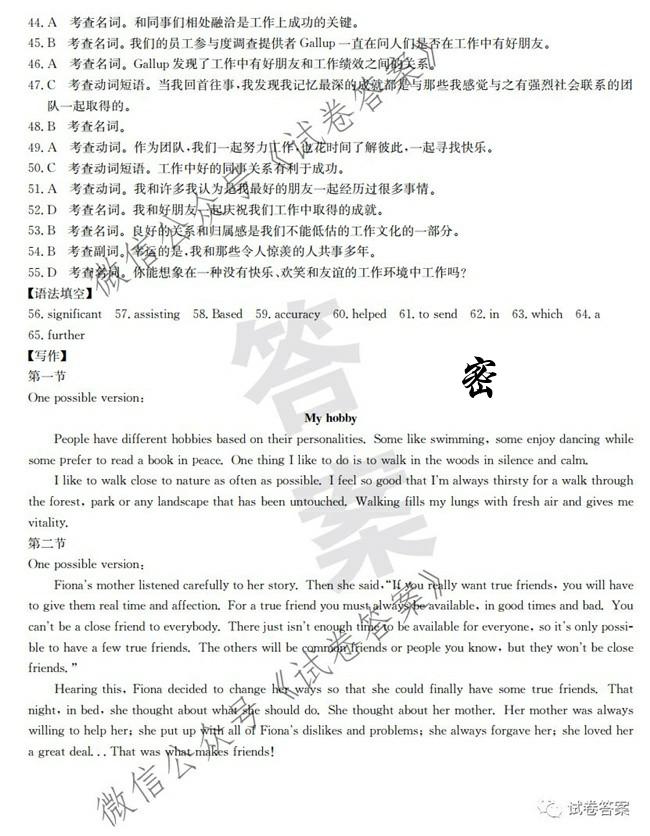 44. A 考查名词。和同事们相处融洽是工作上成功的关键。
45. B 考查名词。我们的员工参与度调查提供者 Gallup 一直在问人们是否在工作中有好朋友。
46. A 考查名词。Gallup 发现了工作中有好朋友和工作绩效之间的关系。
47. C 考查动词短语。当我回首往事,我发现我记忆最深的成就都是与那些我感觉与之有强烈社会联系的团
队一起取得的。
48. B 考查名词。
49. A 考查动词。作为团队,我们一起努力工作,也花时间了解彼此,一起寻找快乐。
50. C 考查动词短语。工作中好的同事关系有利于成功。
51. A 考查动词。我和许多我认为是我最好的朋友一起经历过很多事情。
52. D 考查名词。我和好朋友一起庆祝我们工作中取得的成就。
53. B 考查名词。良好的关系和归属感是我们不能低估的工作文化的一部分。
54. B 考查副词。幸运的是,我和那些令人惊羡的人共事多年。
55. D 考查名词。你能想象在一种没有快乐、欢笑和友谊的工作环境中工作吗?
【语法填空】
56. significant 57. assisting 58. Based 59. accuracy 60. helped 61. to send 62. in 63. which 64. a
65. further
【写作】
密
第一节
One possible version:
My hobby
People have different hobbies based on their personalities. Some like swimming, some enjoy dancing while
some prefer to read a book in peace. One thing I like to do is to walk in the woods in silence and calm.
I like to walk close to nature as often as possible. I feel so good that I'm always thirsty for a walk through
the forest, park or any landscape that has been untouched. Walking fills my lungs with fresh air and gives me
vitality.
第二节
One possible version:
Fiona's mother listened carefully to her story. Then she said,"If you really want true friends, you will have
to give them real time and affection. For a true friend you must always be available, in good times and bad. You
can't be a close friend to everybody. There just isn't enough time to be available for everyone, so it's only possi-
ble to have a few true friends. The others will be common friends or people you know, but they won't be close
friends."
Hearing this, Fiona decided to change her ways so that she could finally have some true friends. That
night, in bed, she thought about what she should do. She thought about her mother. Her mother was always
willing to help her; she put up with all of Fiona's dislikes and problems; she always forgave her; she loved her
a great deal... That was what makes friends!
答案
微信公众号《试卷答案》
微信公众号《试卷答案》
试卷答案